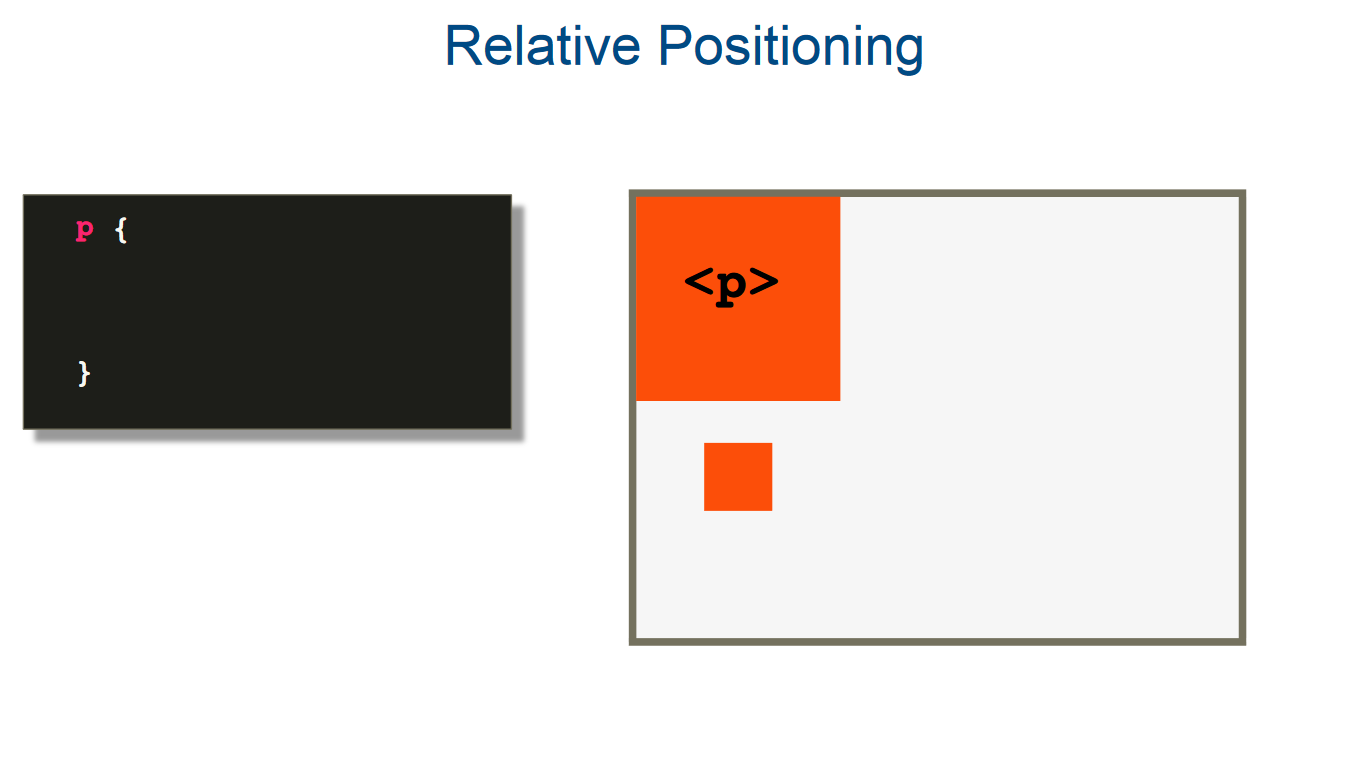 Relative Positioning
p {
}
<p>